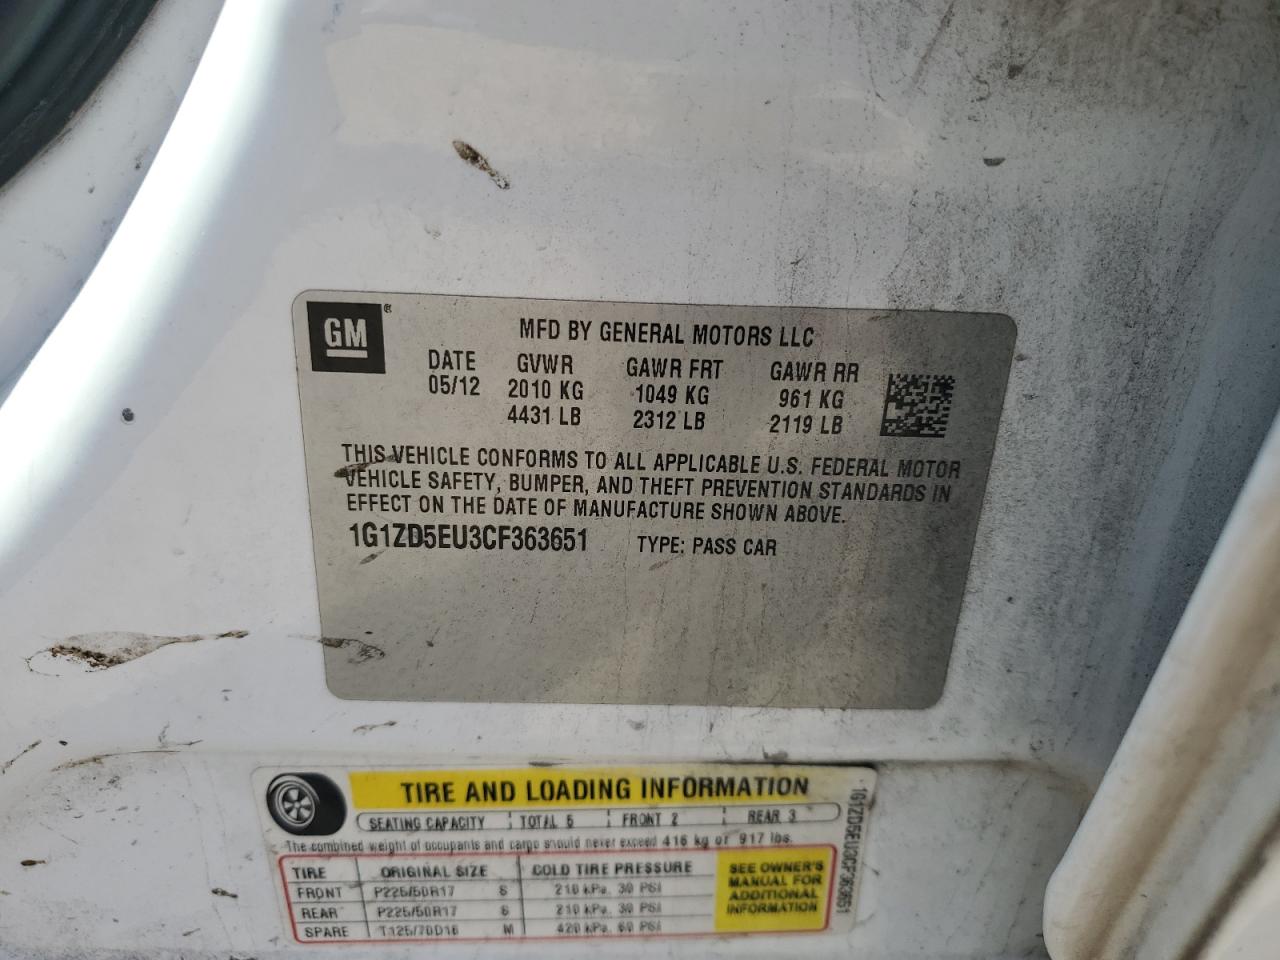 GM ®
MFD BY GENERAL MOTORS LLC
DATE GVWR GAWR FRT GAWR RR
05/12 2010 KG 1049 KG 961 KG
4431 LB 2312 LB 2119 LB
THIS VEHICLE CONFORMS TO ALL APPLICABLE U.S. FEDERAL MOTOR
VEHICLE SAFETY, BUMPER, AND THEFT PREVENTION STANDARDS IN
EFFECT ON THE DATE OF MANUFACTURE SHOWN ABOVE.
1G1ZD5EU3CF363651 TYPE: PASS CAR
TIRE AND LOADING INFORMATION
SEATING CAPACITY TOTAL 5 FRONT 2 REAR 3
The combined weight of occupants and cargo should never exceed 416 kg or 917 lbs.
TIRE ORIGINAL SIZE COLD TIRE PRESSURE
FRONT P225/50R17 S 210 kPa, 30 PSI
REAR P225/50R17 S 210 kPa, 30 PSI
SPARE T125/70D16 M 420 kPa, 60 PSI
SEE OWNER'S
MANUAL FOR
ADDITIONAL
INFORMATION
1G1ZD5EU3CF363651